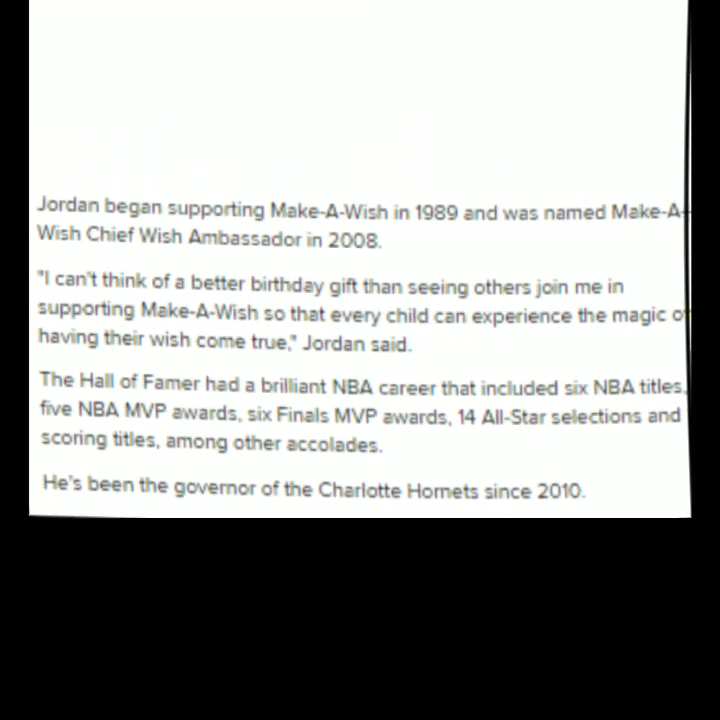 Jordan began supporting Make-A-Wish in 1989 and was named Make-A-
Wish Chief Wish Ambassador in 2008.
"I can't think of a better birthday gift than seeing others join me in
supporting Make-A-Wish so that every child can experience the magic of
having their wish come true," Jordan said.
The Hall of Famer had a brilliant NBA career that included six NBA titles,
five NBA MVP awards, six Finals MVP awards, 14 All-Star selections and
scoring titles, among other accolades.
He's been the governor of the Charlotte Hornets since 2010.